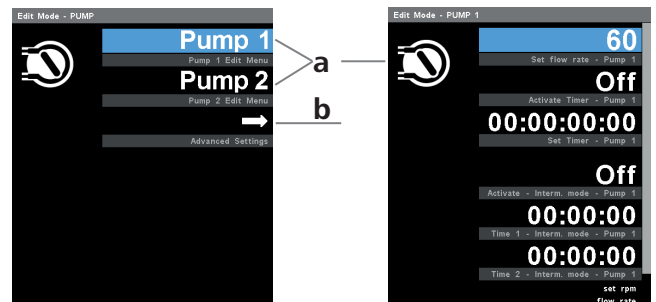 Edit Mode - PUMP
Pump 1
Pump 1 Edit Menu
Pump 2
Pump 2 Edit Menu
Advanced Settings
a
b
Edit Mode - PUMP 1
60
Set flow rate - Pump 1
Off
Activate Timer - Pump 1
00:00:00:00
Set Timer - Pump 1
Off
Activate - Interm. mode - Pump 1
00:00:00
Time 1 - Interm. mode - Pump 1
00:00:00
Time 2 - Interm. mode - Pump 1
set rpm
flow rate